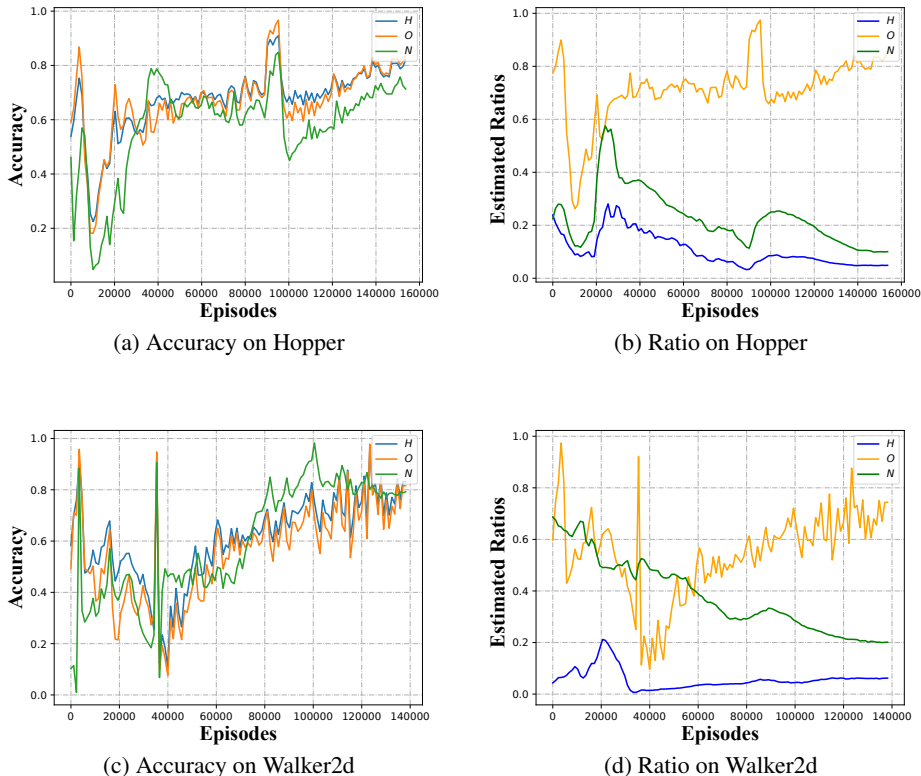 H
O
N
0.8
0.6
0.4
0.2
Accuracy
0
20000
40000
60000
80000
100000
120000
140000
160000
Episodes
(a) Accuracy on Hopper
H
O
N
1.0
0.8
0.6
0.4
0.2
0.0
Estimated Ratios
0
20000
40000
60000
80000
100000
120000
140000
160000
Episodes
(b) Ratio on Hopper
H
O
N
1.0
0.8
0.6
0.4
0.2
0.0
Accuracy
0
20000
40000
60000
80000
100000
120000
140000
Episodes
(c) Accuracy on Walker2d
H
O
N
1.0
0.8
0.6
0.4
0.2
0.0
Estimated Ratios
0
20000
40000
60000
80000
100000
120000
140000
Episodes
(d) Ratio on Walker2d